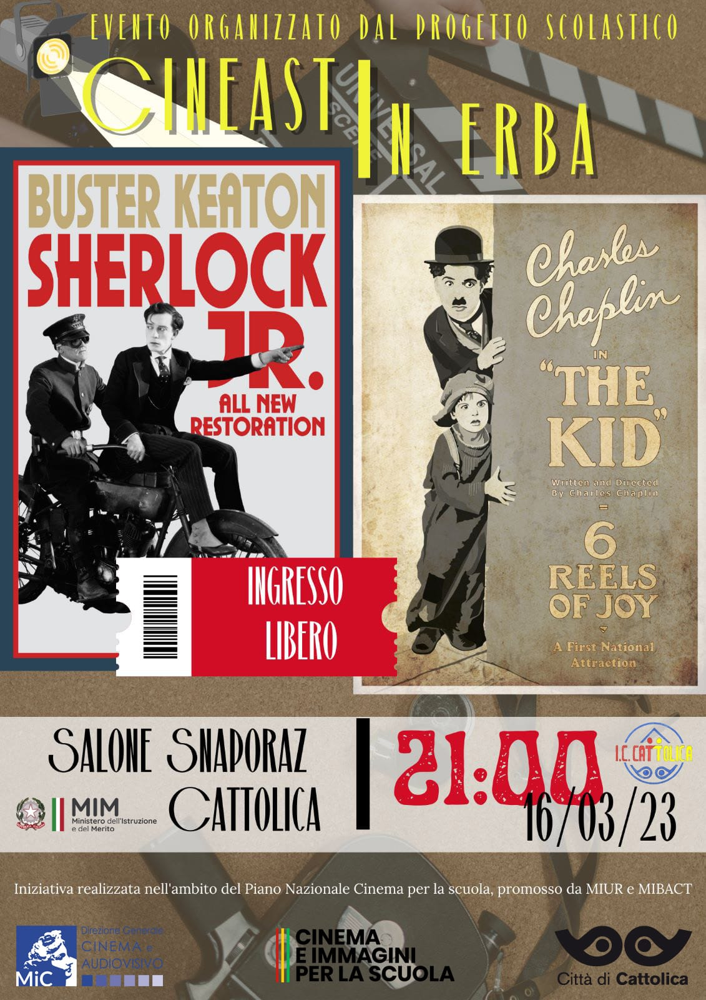 EVENTO ORGANIZZATO DAL PROGETTO SCOLASTICO
CINEASTIN ERBA
UNIVERSAL
SCENE
BUSTER KEATON
SHERLOCK
JR.
ALL NEW
RESTORATION
Charles
Chaplin
IN
"THE
KID"
Written and Directed
By Charles Chaplin
6
REELS
OF JOY
A First National
Attraction
INGRESSO
LIBERO
SALONE SNAPORAZ
CATTOLICA
21:00
16/03/23
I.C. CATTOLICA
MIM
Ministero dell'Istruzione
e del Merito
Iniziativa realizzata nell'ambito del Piano Nazionale Cinema per la scuola, promosso da MIUR e MIBACT
MiC
Direzione Generale
CINEMA e
AUDIOVISIVO
CINEMA
E IMMAGINI
PER LA SCUOLA
Città di Cattolica